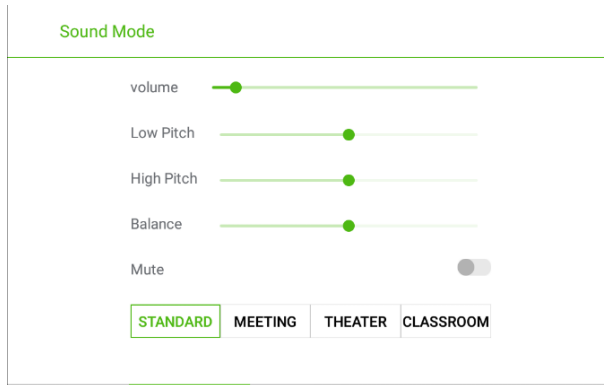 Sound Mode
volume
Low Pitch
High Pitch
Balance
Mute
STANDARD MEETING THEATER CLASSROOM